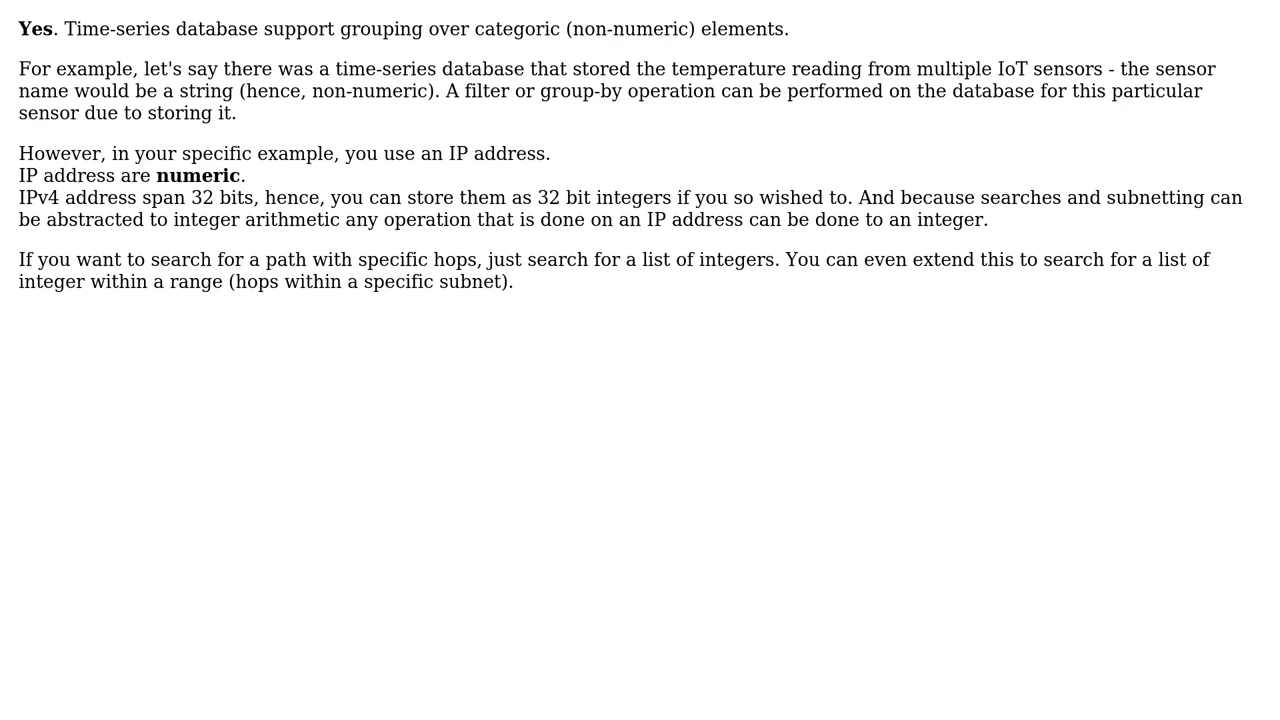 Yes. Time-series database support grouping over categoric (non-numeric) elements.
For example, let's say there was a time-series database that stored the temperature reading from multiple IoT sensors - the sensor
name would be a string (hence, non-numeric). A filter or group-by operation can be performed on the database for this particular
sensor due to storing it.
However, in your specific example, you use an IP address.
IP address are numeric.
IPv4 address span 32 bits, hence, you can store them as 32 bit integers if you so wished to. And because searches and subnetting can
be abstracted to integer arithmetic any operation that is done on an IP address can be done to an integer.
If you want to search for a path with specific hops, just search for a list of integers. You can even extend this to search for a list of
integer within a range (hops within a specific subnet).